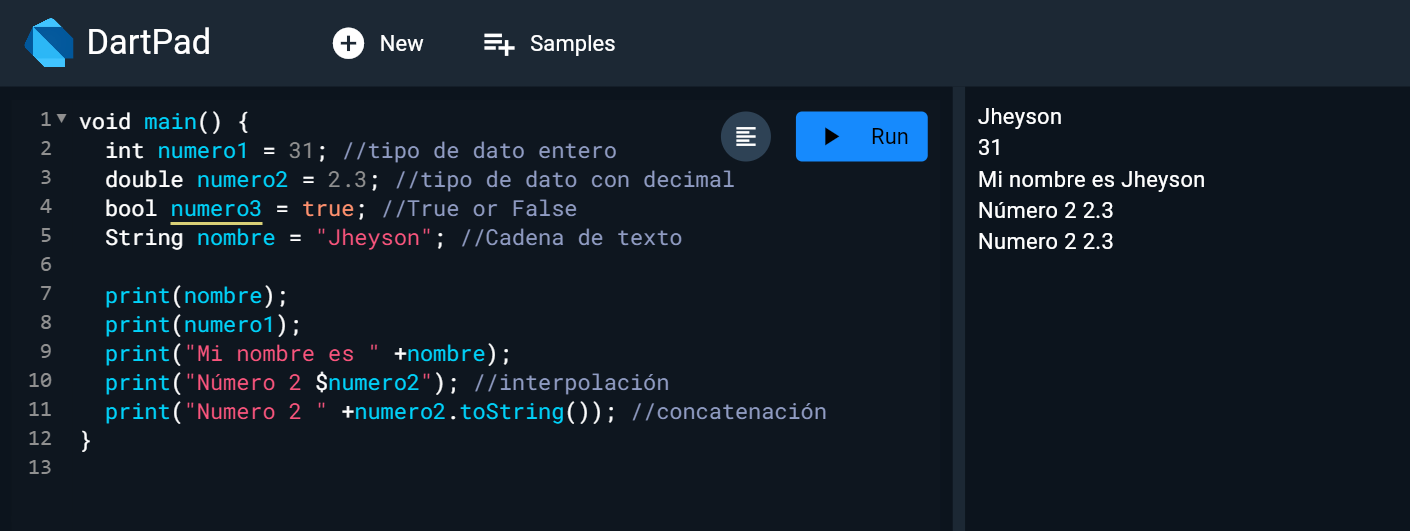 DartPad
New
Samples
Run
1 void main() {
2 int numero1 = 31; //tipo de dato entero
3 double numero2 = 2.3; //tipo de dato con decimal
4 bool numero3 = true; //True or False
5 String nombre = "Jheyson"; //Cadena de texto
6
7 print(nombre);
8 print(numero1);
9 print("Mi nombre es " +nombre);
10 print("Número 2 $numero2"); //interpolación
11 print("Numero 2 " +numero2.toString()); //concatenación
12 }
13
Jheyson
31
Mi nombre es Jheyson
Número 2 2.3
Numero 2 2.3